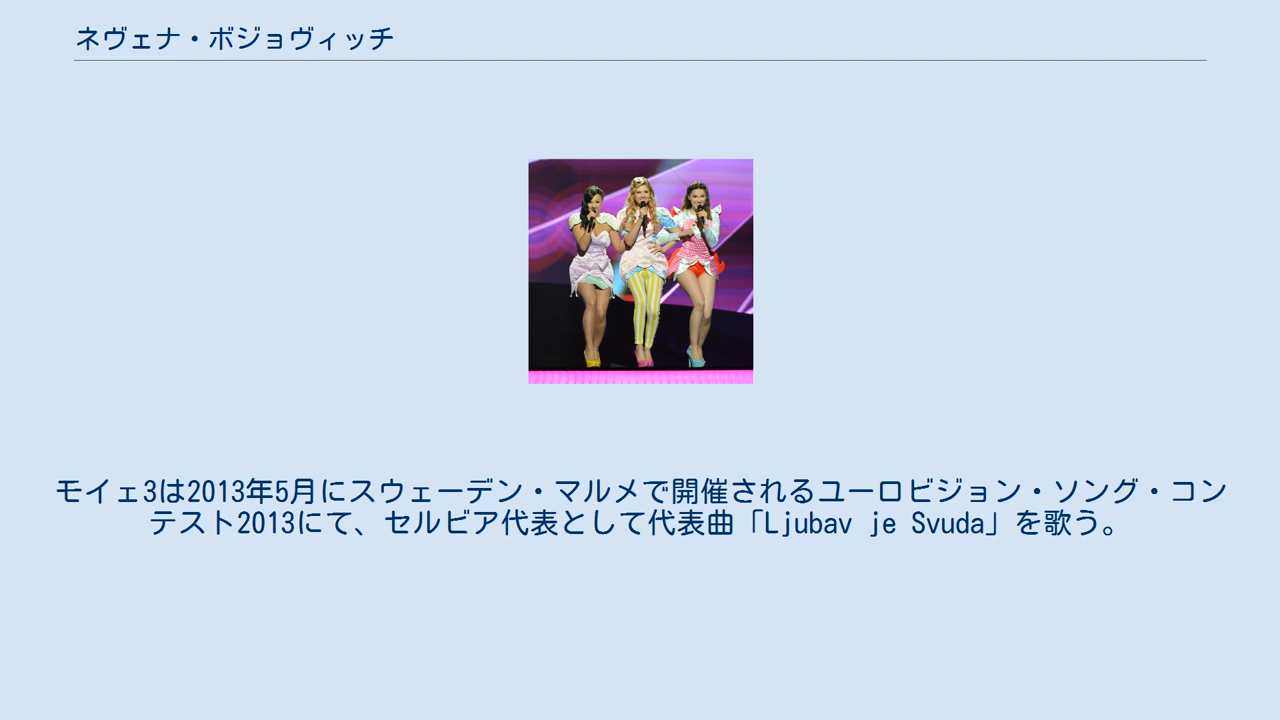 ネヴェナ・ボジョヴィッチ
モイェ3は2013年5月にスウェーデン・マルメで開催されるユーロビジョン・ソング・コン
テスト2013にて、セルビア代表として代表曲「Ljubav je Svuda」を歌う。